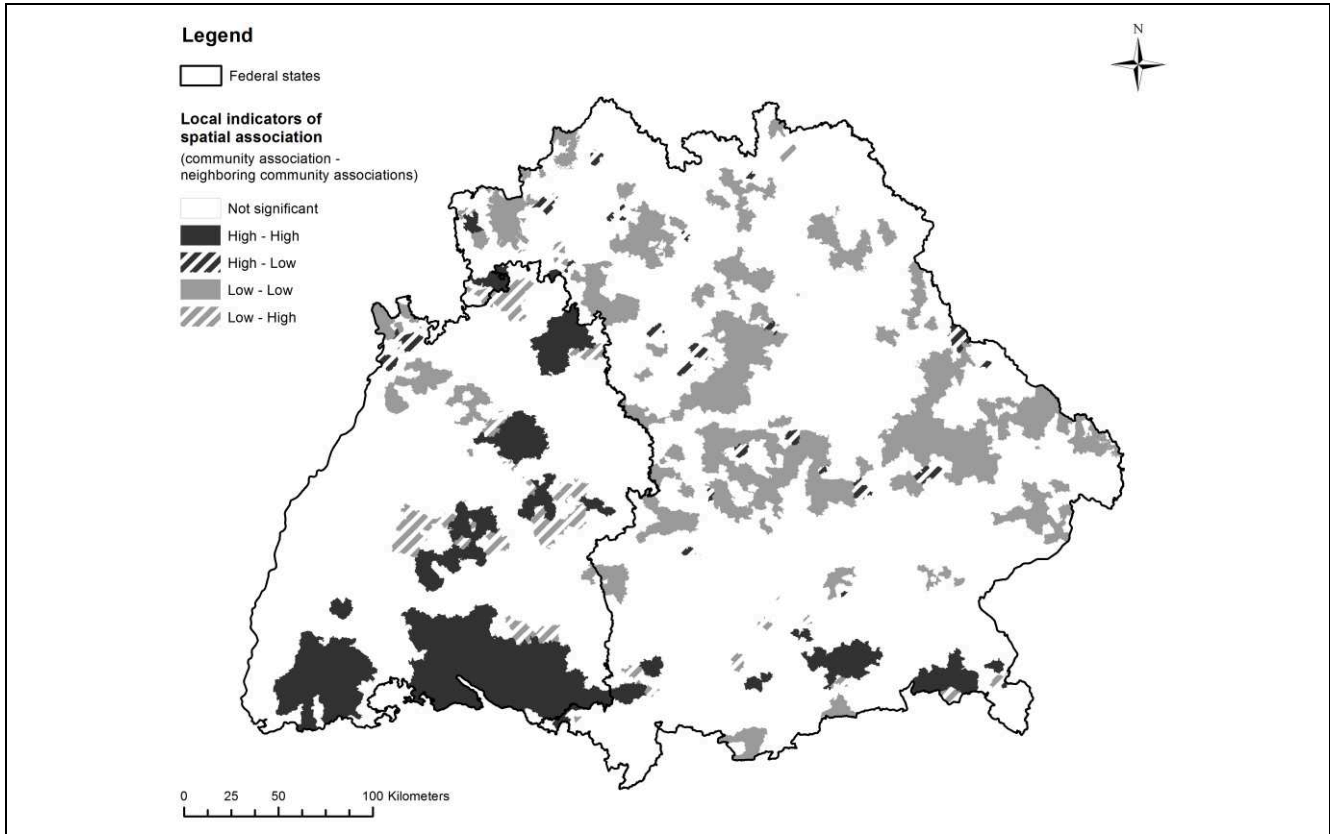 Legend
N
Federal states
Local indicators of
spatial association
(community association -
neighboring community associations)
Not significant
High - High
High - Low
Low - Low
Low - High
0 25 50 100 Kilometers